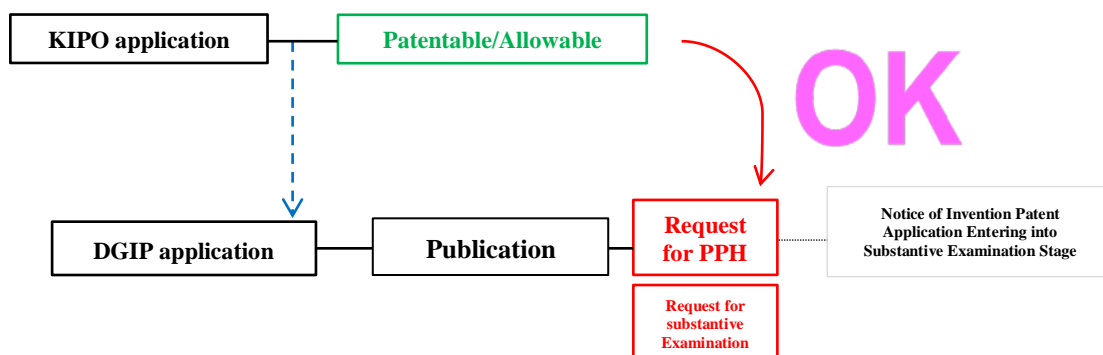 KIPO application
Patentable/Allowable
OK
DGIP application
Publication
Request
for PPH
Notice of Invention Patent
Application Entering into
Substantive Examination Stage
Request for
substantive
Examination